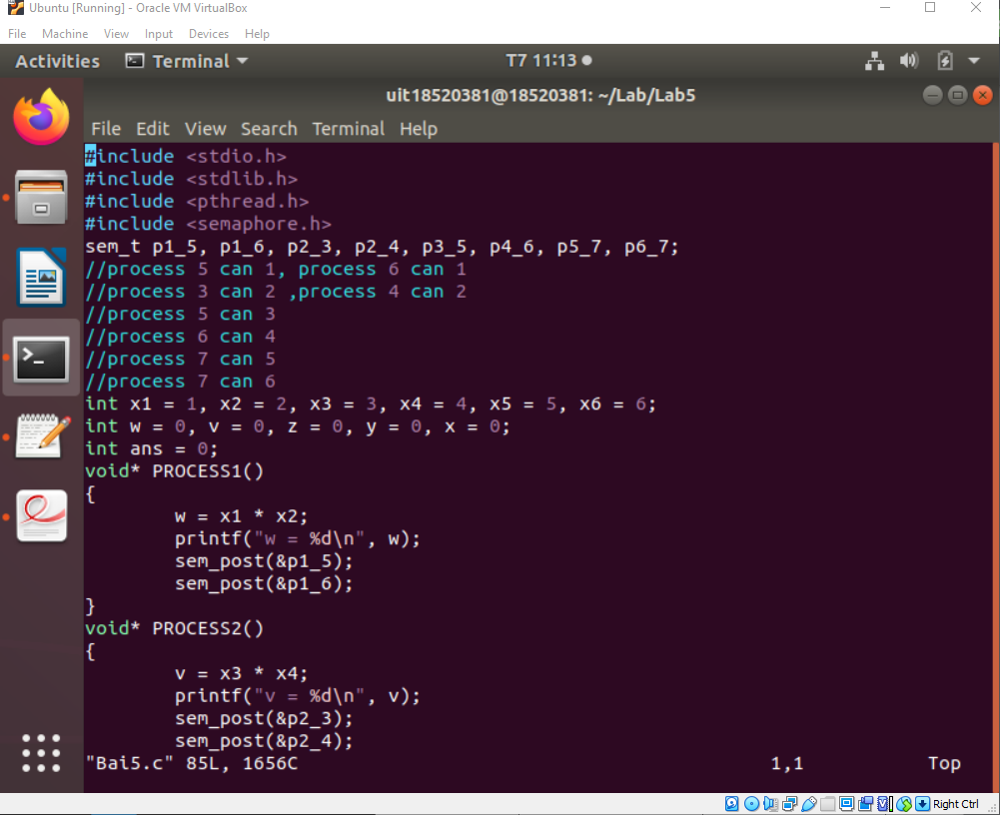 Ubuntu [Running] - Oracle VM VirtualBox
File Machine View Input Devices Help
Activities Terminal T7 11:13
uit18520381@18520381: ~/Lab/Lab5
File Edit View Search Terminal Help
#include <stdio.h>
#include <stdlib.h>
#include <pthread.h>
#include <semaphore.h>
sem_t p1_5, p1_6, p2_3, p2_4, p3_5, p4_6, p5_7, p6_7;
//process 5 can 1, process 6 can 1
//process 3 can 2 ,process 4 can 2
//process 5 can 3
//process 6 can 4
//process 7 can 5
//process 7 can 6
int x1 = 1, x2 = 2, x3 = 3, x4 = 4, x5 = 5, x6 = 6;
int w = 0, v = 0, z = 0, y = 0, x = 0;
int ans = 0;
void* PROCESS1()
{
        w = x1 * x2;
        printf("w = %d\n", w);
        sem_post(&p1_5);
        sem_post(&p1_6);
}
void* PROCESS2()
{
        v = x3 * x4;
        printf("v = %d\n", v);
        sem_post(&p2_3);
        sem_post(&p2_4);
"Bai5.c" 85L, 1656C 1,1 Top
Right Ctrl